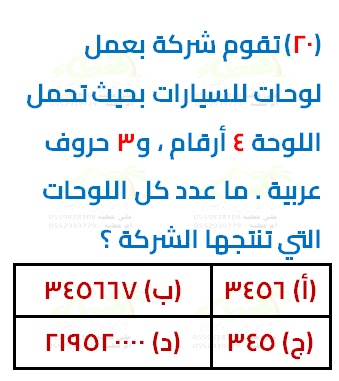 (٢٠) تقوم شركة بعمل
لوحات للسيارات بحيث تحمل
اللوحة ٤ أرقام ، و٣ حروف
عربية . ما عدد كل اللوحات
التي تنتجها الشركة ؟
(أ) ٣٤٥٦ (ب) ٣٤٥٦٦٧
(ج) ٣٤٥ (د) ٢١٩٥٢٠٠٠٠